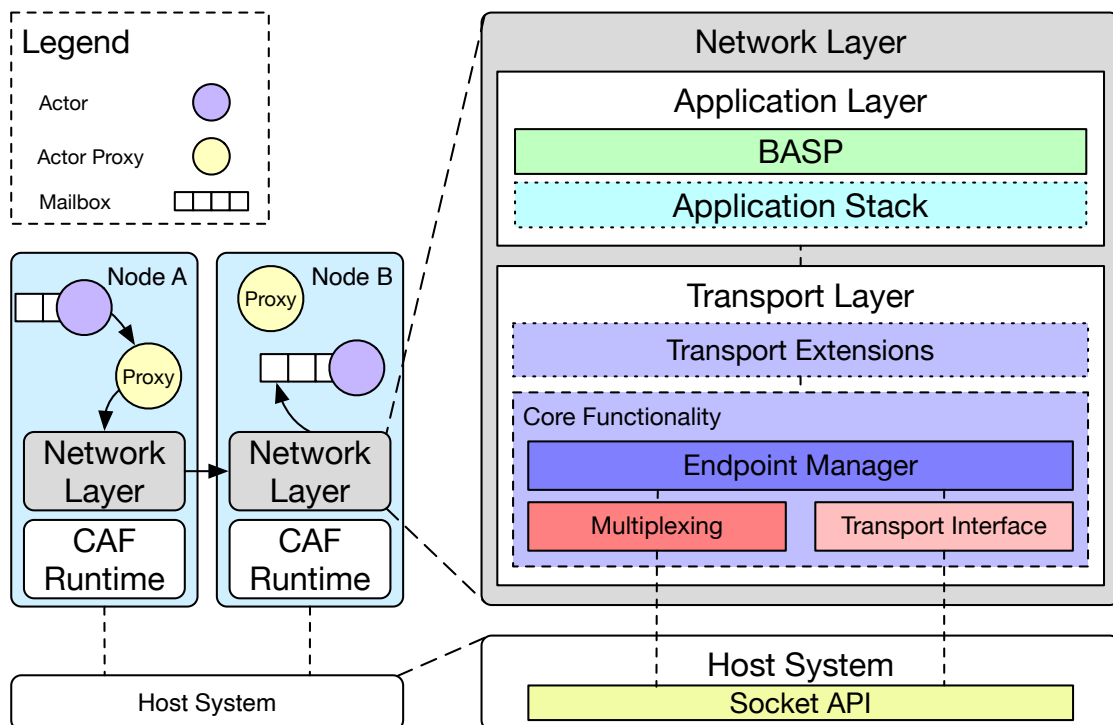 Legend
Actor
Actor Proxy
Mailbox
Node A
Proxy
Network
Layer
CAF
Runtime
Node B
Proxy
Network
Layer
CAF
Runtime
Host System
Network Layer
Application Layer
BASP
Application Stack
Transport Layer
Transport Extensions
Core Functionality
Endpoint Manager
Multiplexing
Transport Interface
Host System
Socket API